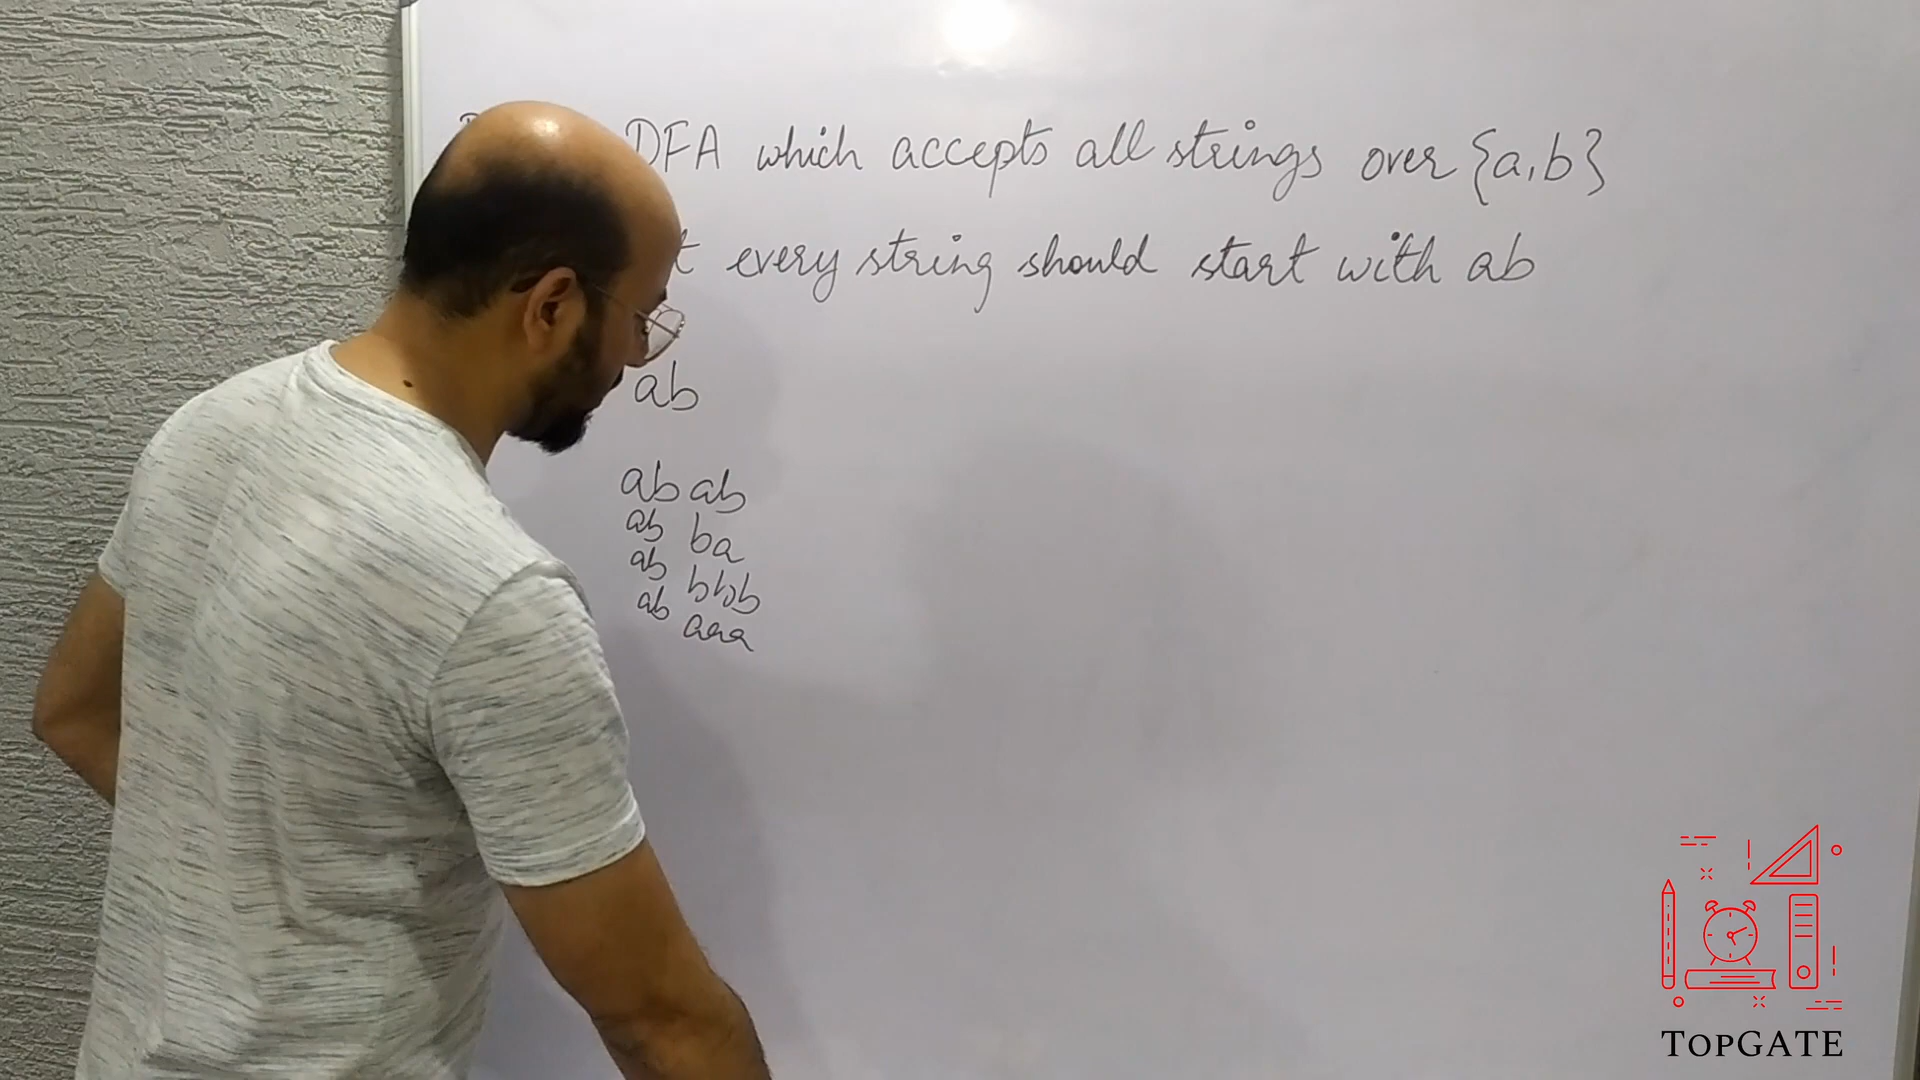 DFA which accepts all strings over {a,b}
every string should start with ab
ab
ab ab
ab ba
ab bbb
ab aaa
TOPGATE